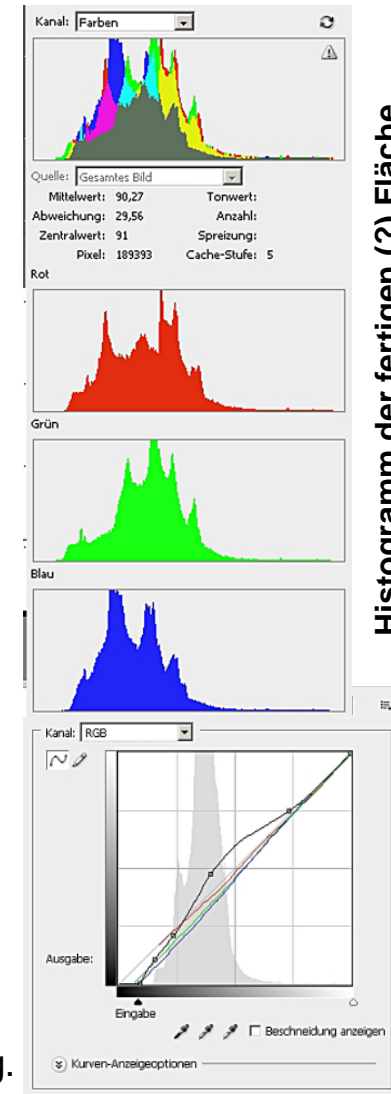 Kanal: Farben
Quelle: Gesamtes Bild
Mittelwert: 90,27 Tonwert:
Abweichung: 29,56 Anzahl:
Zentralwert: 91 Spreizung:
Pixel: 189393 Cache-Stufe: 5
Rot
Grün
Blau
Histogramm der fertigen (2) Fläche
Kanal: RGB
Ausgabe:
Eingabe
Beschneidung anzeigen
Kurven-Anzeigeoptionen
g.